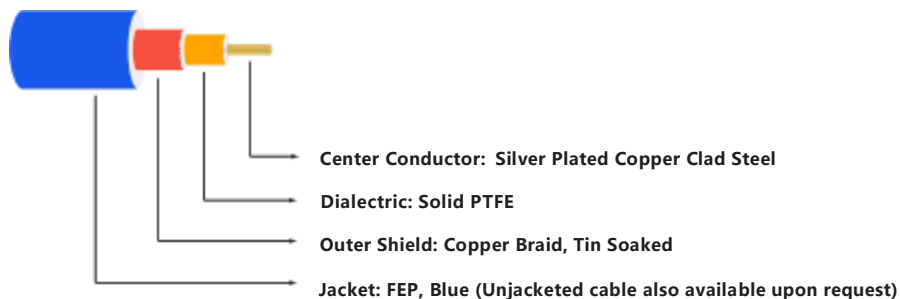 Center Conductor: Silver Plated Copper Clad Steel
Dialectric: Solid PTFE
Outer Shield: Copper Braid, Tin Soaked
Jacket: FEP, Blue (Unjacketed cable also available upon request)